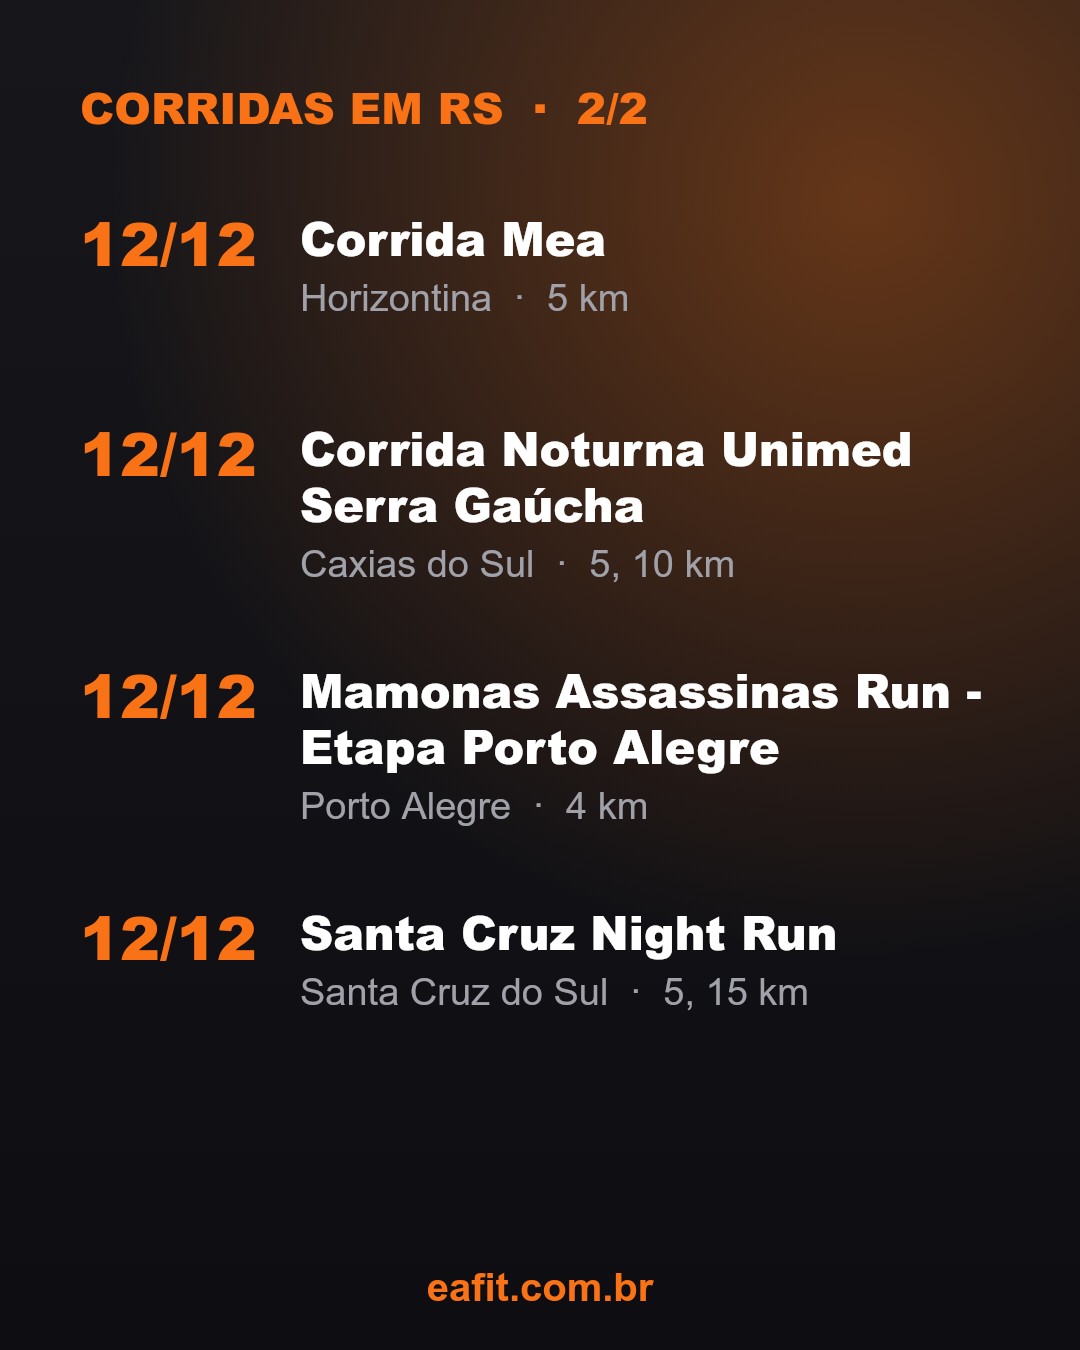 CORRIDAS EM RS · 2/2
12/12 Corrida Mea
Horizontina · 5 km
12/12 Corrida Noturna Unimed
Serra Gaúcha
Caxias do Sul · 5, 10 km
12/12 Mamonas Assassinas Run -
Etapa Porto Alegre
Porto Alegre · 4 km
12/12 Santa Cruz Night Run
Santa Cruz do Sul · 5, 15 km
eafit.com.br